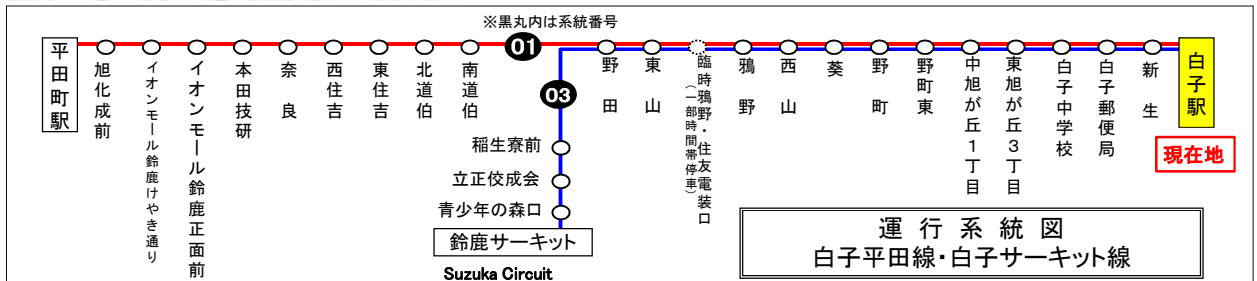 ※黒丸内は系統番号
平田町駅
旭化成前
イオンモール鈴鹿けやき通り
イオンモール鈴鹿正面前
本田技研
奈良
西住吉
東住吉
北道伯
南道伯
01
03
野田
東山
臨時鴉野・住友電装口
(一部時間帯停車)
鴉野
西山
葵
野町
野町東
中旭が丘1丁目
東旭が丘3丁目
白子中学校
白子郵便局
新生
白子駅
現在地
稲生寮前
立正佼成会
青少年の森口
鈴鹿サーキット
Suzuka Circuit
運行系統図
白子平田線・白子サーキット線